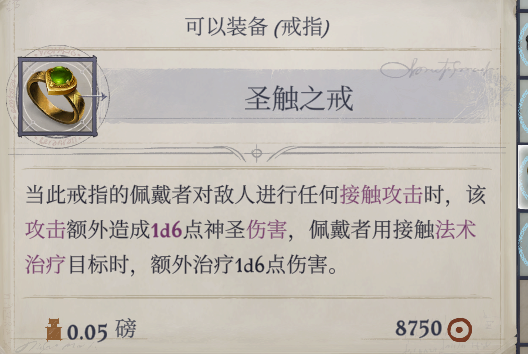 可以装备 (戒指)
圣触之戒
当此戒指的佩戴者对敌人进行任何接触攻击时，该
攻击额外造成1d6点神圣伤害，佩戴者用接触法术
治疗目标时，额外治疗1d6点伤害。
0.05 磅
8750